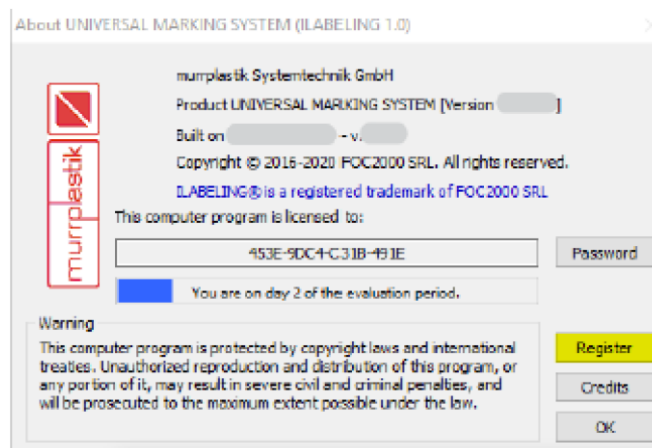 About UNIVERSAL MARKING SYSTEM (ILABELING 1.0)
murrplastik Systemtechnik GmbH
Product UNIVERSAL MARKING SYSTEM [Version ]
Built on - v.
Copyright © 2016-2020 FOC2000 SRL. All rights reserved.
ILABELING® is a registered trademark of FOC2000 SRL
murrplastik
This computer program is licensed to:
453E-9DC4-C31B-491E
Password
You are on day 2 of the evaluation period.
Warning
This computer program is protected by copyright laws and international
treaties. Unauthorized reproduction and distribution of this program, or
any portion of it, may result in severe civil and criminal penalties, and
will be prosecuted to the maximum extent possible under the law.
Register
Credits
OK